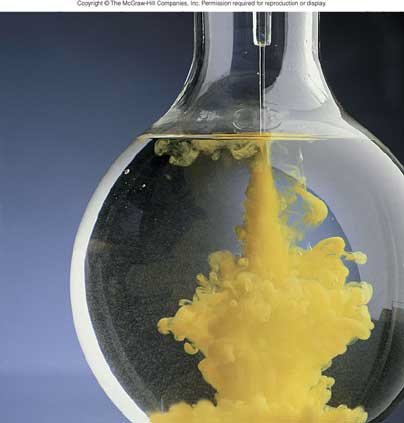 Copyright © The McGraw-Hill Companies, Inc. Permission required for reproduction or display.